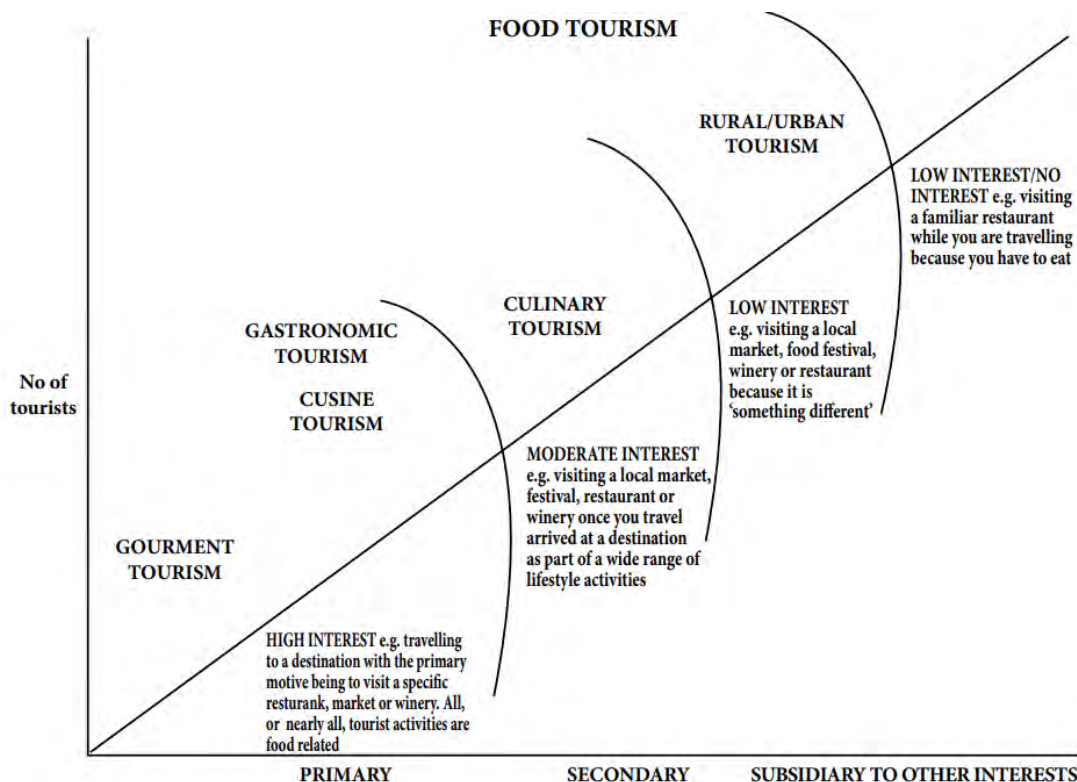 FOOD TOURISM
RURAL/URBAN
TOURISM
LOW INTEREST/NO
INTEREST e.g. visiting
a familiar restaurant
while you are travelling
because you have to eat
CULINARY
TOURISM
LOW INTEREST
e.g. visiting a local
market, food festival,
winery or restaurant
because it is
'something different'
GASTRONOMIC
TOURISM
CUSINE
TOURISM
No of
tourists
MODERATE INTEREST
e.g. visiting a local market,
festival, restaurant or
winery once you travel
arrived at a destination
as part of a wide range of
lifestyle activities
GOURMENT
TOURISM
HIGH INTEREST e.g. travelling
to a destination with the primary
motive being to visit a specific
resturank, market or winery. All,
or nearly all, tourist activities are
food related
PRIMARY
SECONDARY
SUBSIDIARY TO OTHER INTERESTS